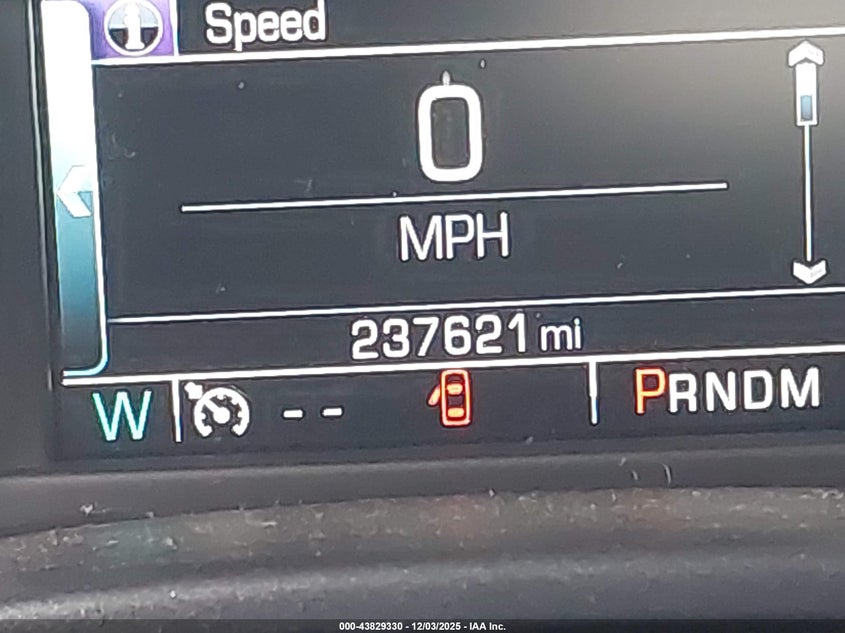 Speed
0
MPH
237621 mi
W -- PRNDM
000-43829330 - 12/03/2025 - IAA Inc.